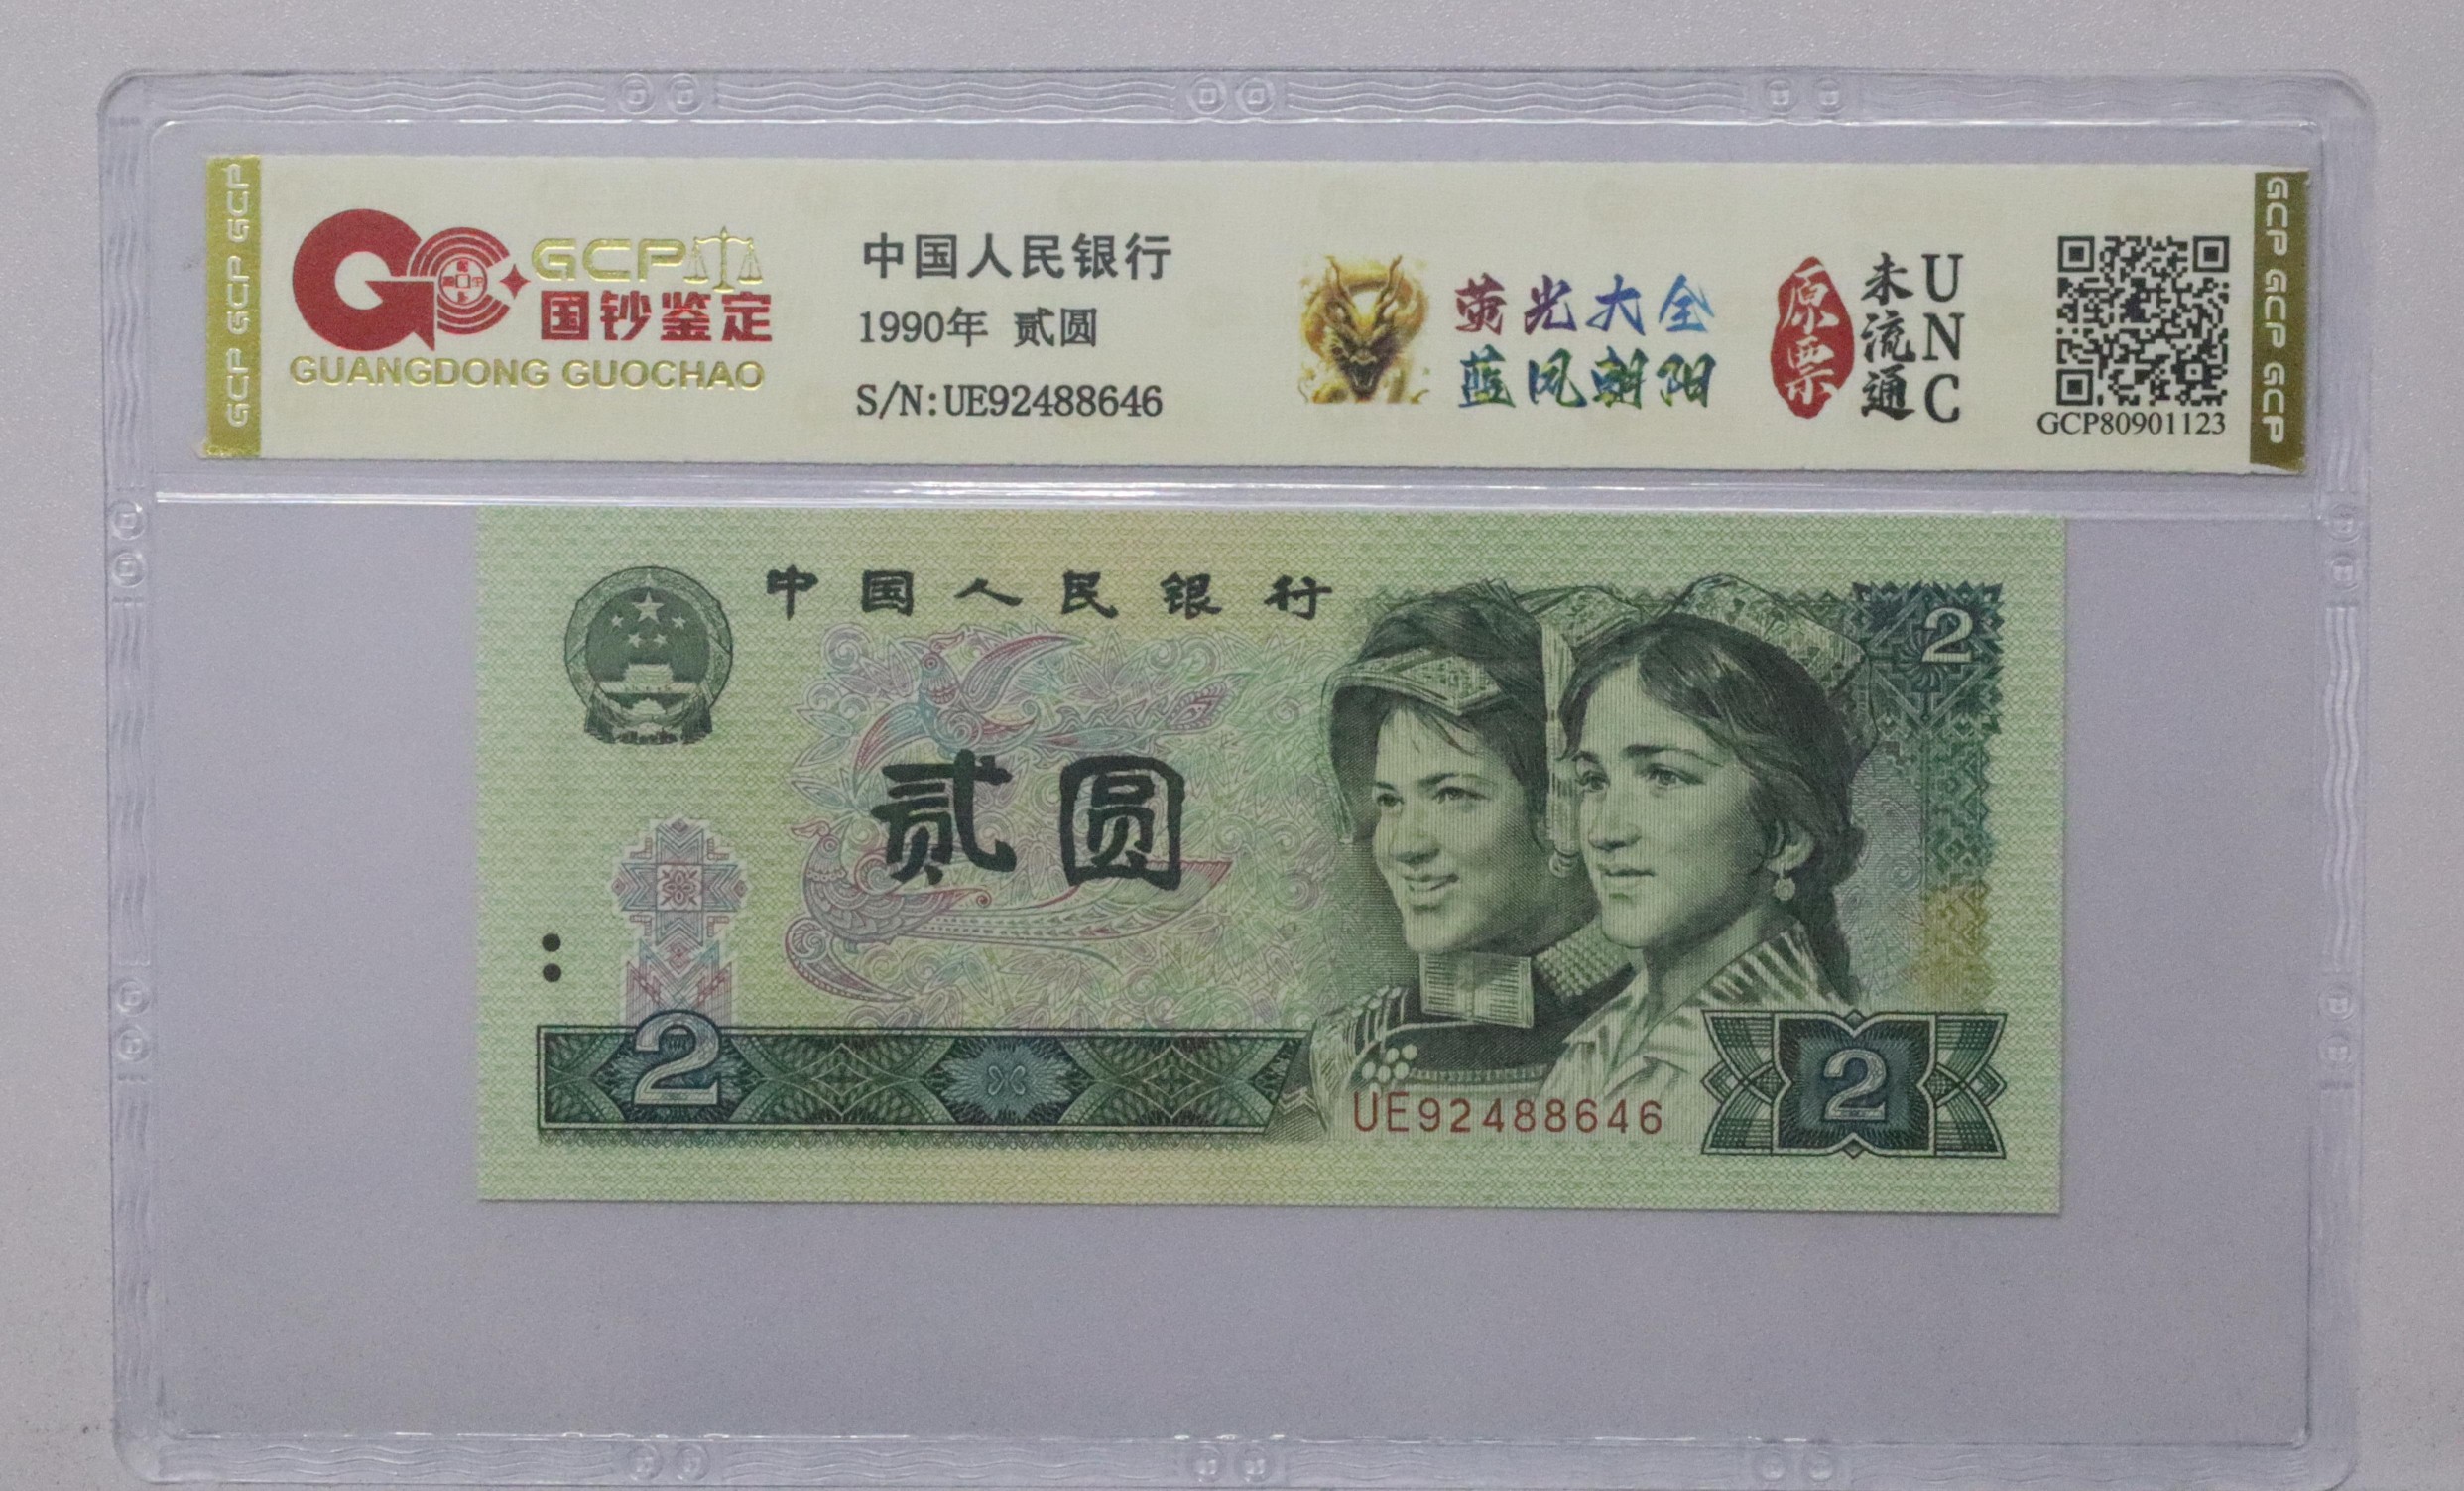 GCP GCP GCP
GCP
国钞鉴定
GUANGDONG GUOCHAO
中国人民银行
1990年 贰圆
S/N:UE92488646
萤光大全
蓝凤朝阳
原票
未流通
UNC
GCP80901123
GCP GCP GCP
中国人民银行
2
贰圆
2
UE92488646
2